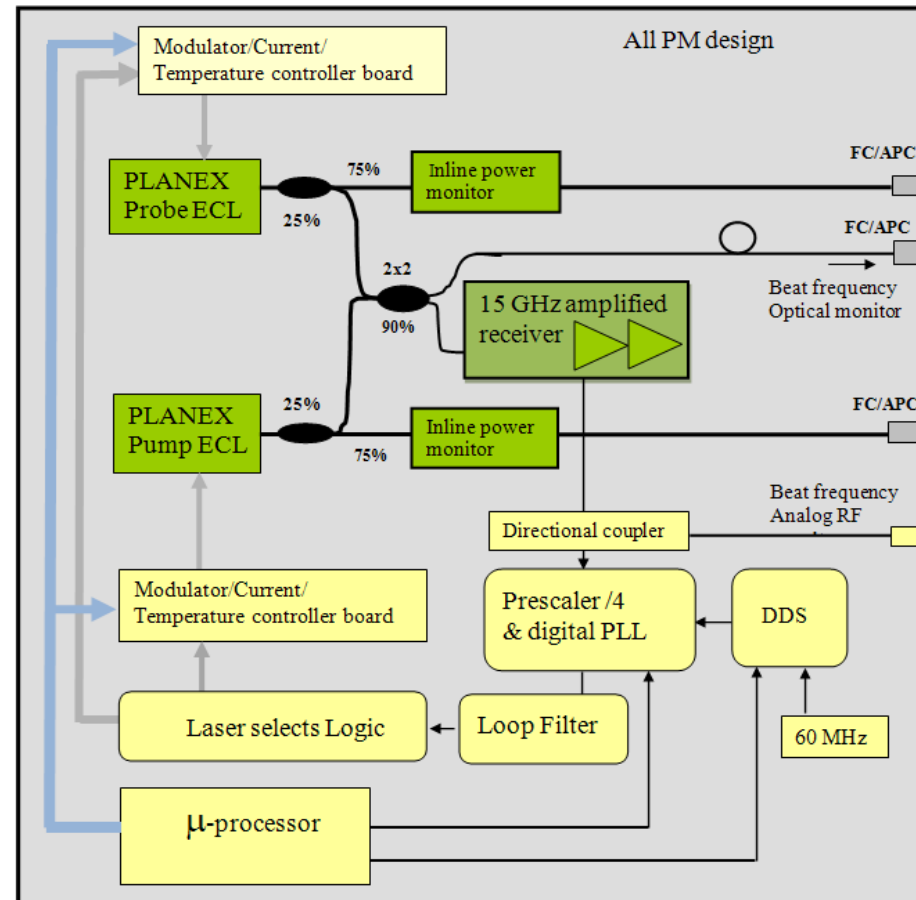 All PM design
Modulator/Current/
Temperature controller board
PLANEX
Probe ECL
75%
25%
Inline power
monitor
FC/APC
FC/APC
2x2
90%
15 GHz amplified
receiver
Beat frequency
Optical monitor
PLANEX
Pump ECL
25%
75%
Inline power
monitor
FC/APC
Beat frequency
Analog RF
Directional coupler
Modulator/Current/
Temperature controller board
Prescaler /4
& digital PLL
DDS
Laser selects Logic
Loop Filter
60 MHz
μ-processor